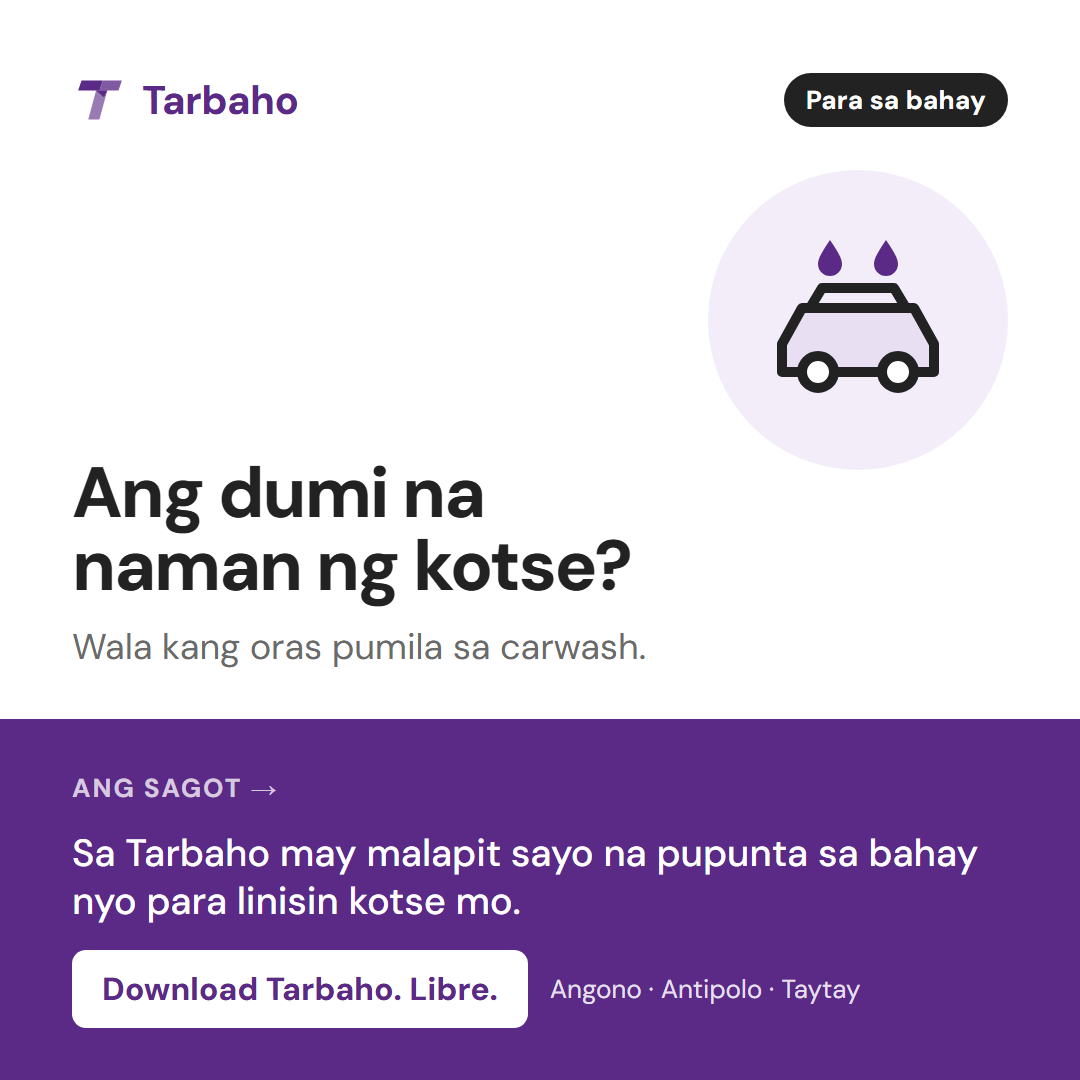 Tarbaho
Para sa bahay
Ang dumi na
naman ng kotse?
Wala kang oras pumila sa carwash.
ANG SAGOT →
Sa Tarbaho may malapit sayo na pupunta sa bahay
nyo para linisin kotse mo.
Download Tarbaho. Libre.
Angono · Antipolo · Taytay